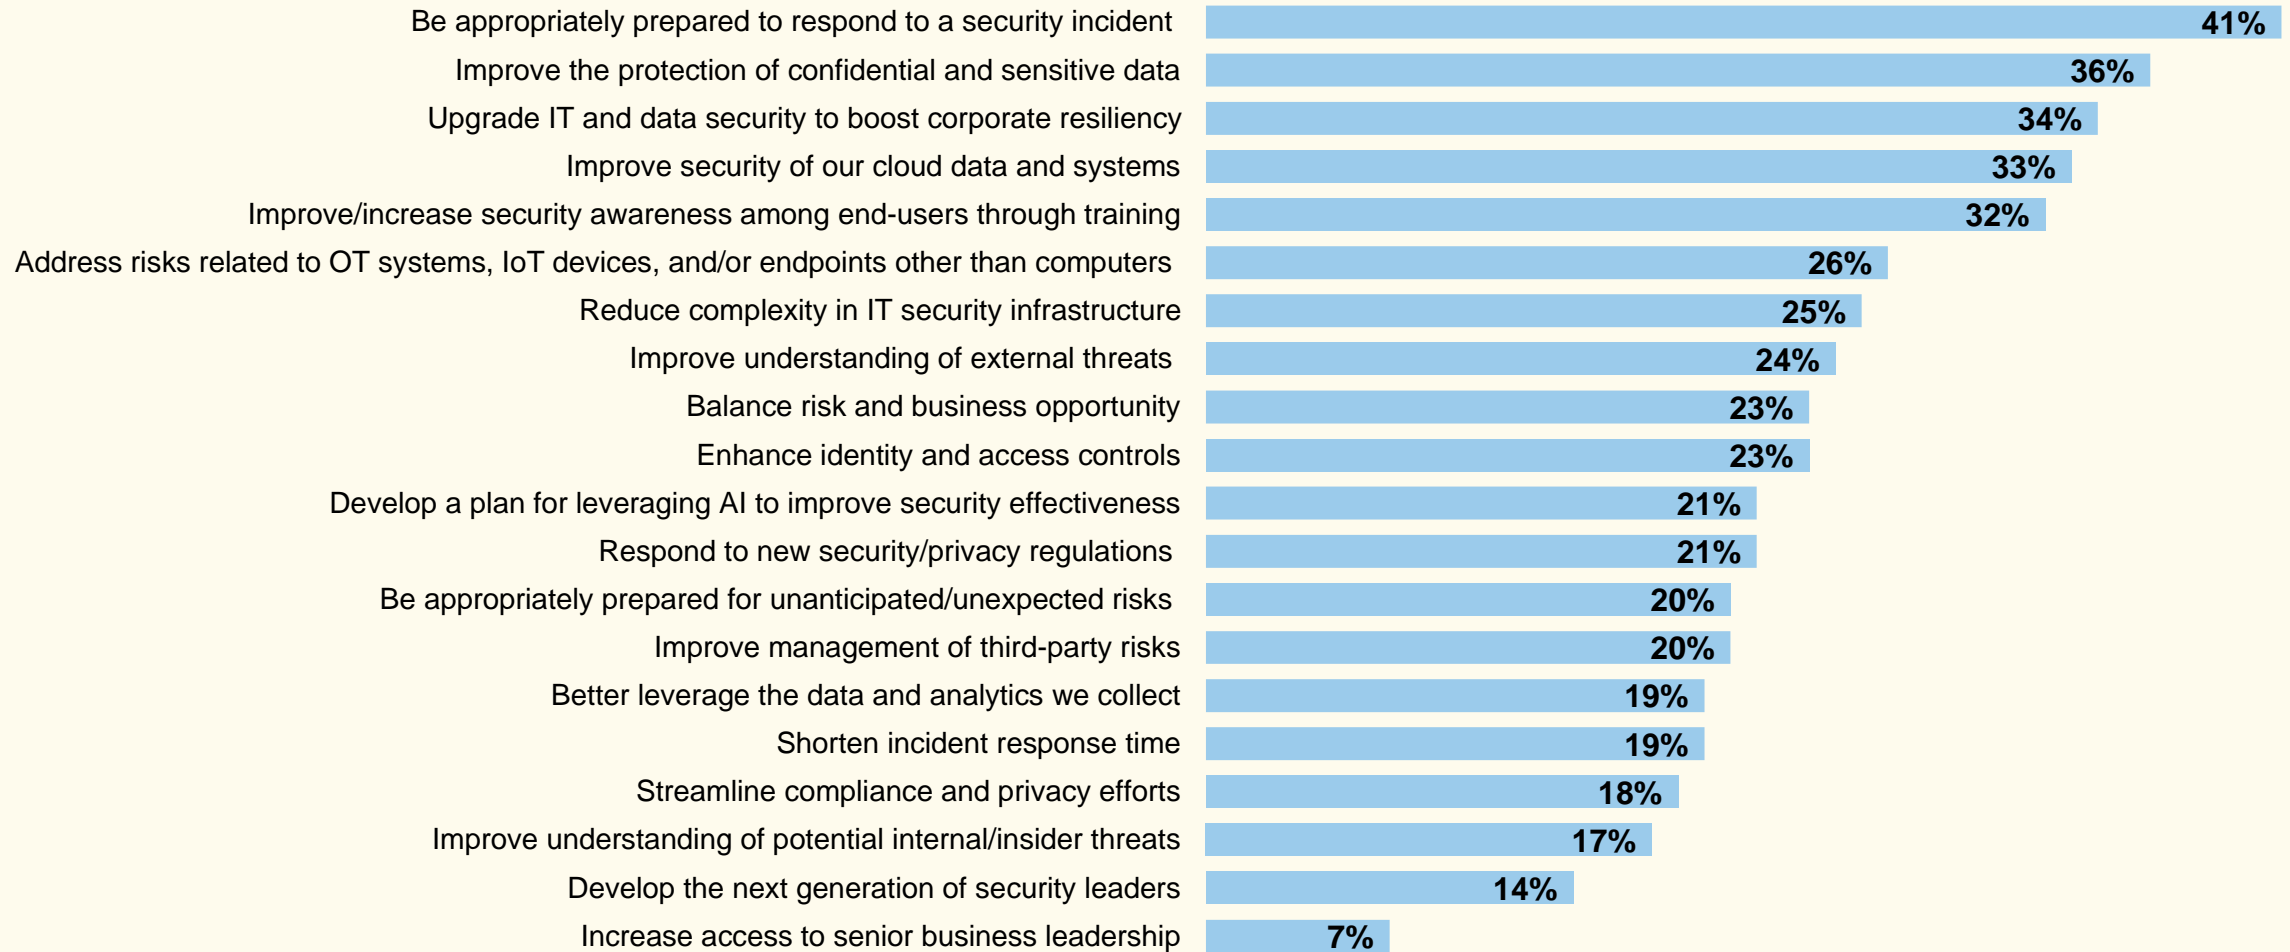 Be appropriately prepared to respond to a security incident 41%
Improve the protection of confidential and sensitive data 36%
Upgrade IT and data security to boost corporate resiliency 34%
Improve security of our cloud data and systems 33%
Improve/increase security awareness among end-users through training 32%
Address risks related to OT systems, IoT devices, and/or endpoints other than computers 26%
Reduce complexity in IT security infrastructure 25%
Improve understanding of external threats 24%
Balance risk and business opportunity 23%
Enhance identity and access controls 23%
Develop a plan for leveraging AI to improve security effectiveness 21%
Respond to new security/privacy regulations 21%
Be appropriately prepared for unanticipated/unexpected risks 20%
Improve management of third-party risks 20%
Better leverage the data and analytics we collect 19%
Shorten incident response time 19%
Streamline compliance and privacy efforts 18%
Improve understanding of potential internal/insider threats 17%
Develop the next generation of security leaders 14%
Increase access to senior business leadership 7%